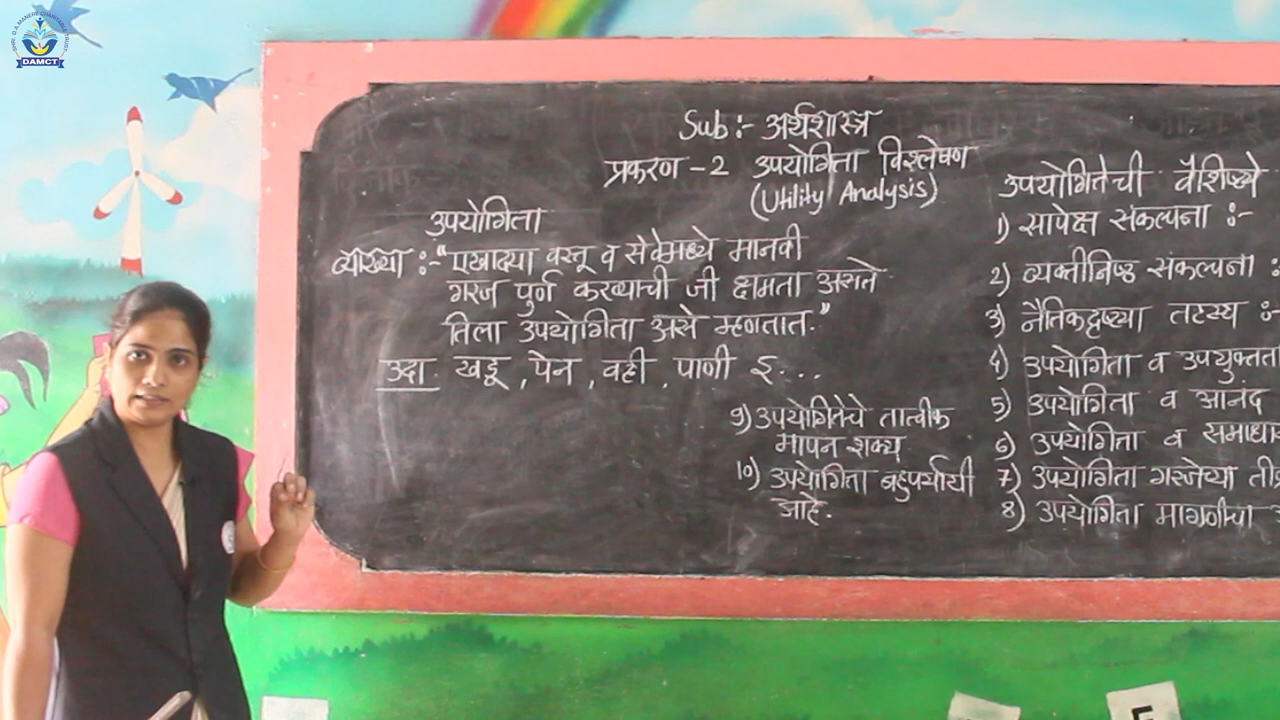 DAMCT
Sub :- अर्थशास्त्र
प्रकरण - 2 उपयोगिता विश्लेषण
(Utility Analysis)
उपयोगिता
व्याख्या :- "एखाद्या वस्तू व सेवेमध्ये मानवी
गरज पुर्ण करण्याची जी क्षमता असते
तिला उपयोगिता असे म्हणतात."
उदा. खडू, पेन, वही, पाणी इ...
उपयोगितेची वैशिष्ट्ये
1) सापेक्ष संकल्पना :-
2) व्यक्तीनिष्ठ संकल्पना :
3) नैतिकदृष्ट्या तटस्थ :-
4) उपयोगिता व
5) उपयोगिता व आनंद
6) उपयोगिता व
7) उपयोगिता गरजेच्या
8) उपयोगिता मागणीचा
9) उपयोगितेचे तात्वीक
मापन शक्य
10) उपयोगिता बहुपर्यायी
आहे.